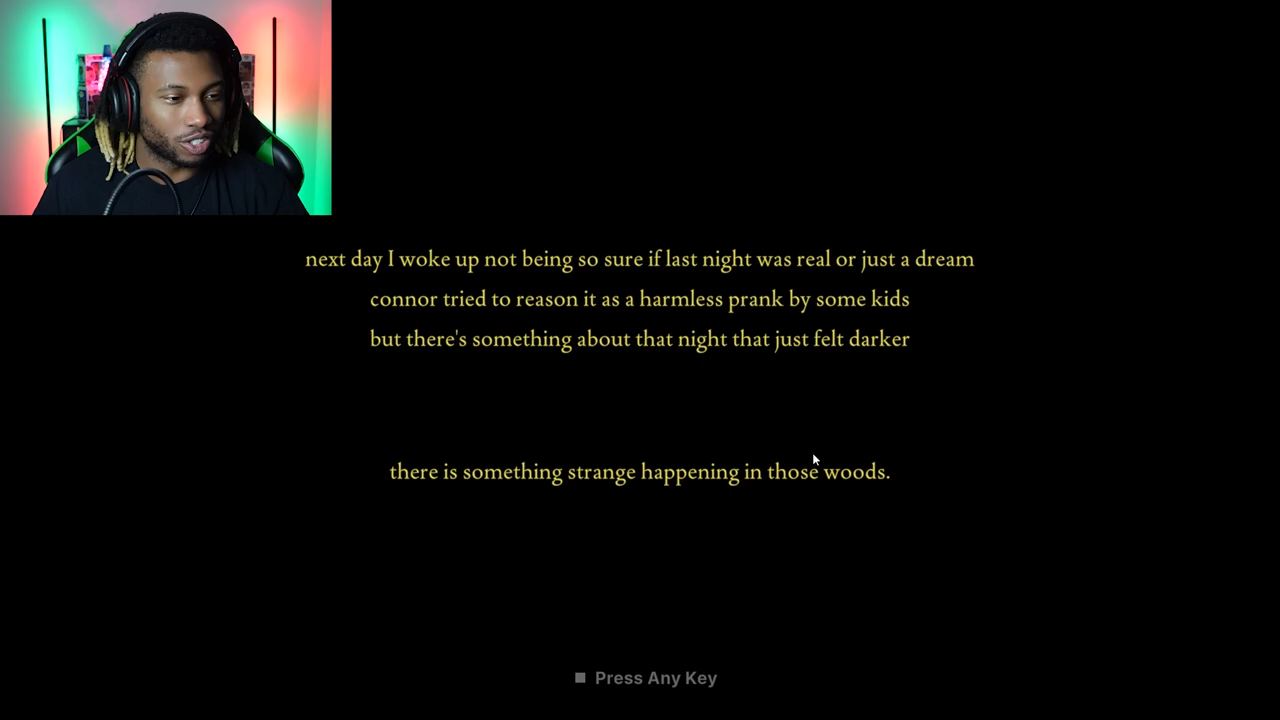 next day I woke up not being so sure if last night was real or just a dream
connor tried to reason it as a harmless prank by some kids
but there's something about that night that just felt darker
there is something strange happening in those woods.
Press Any Key